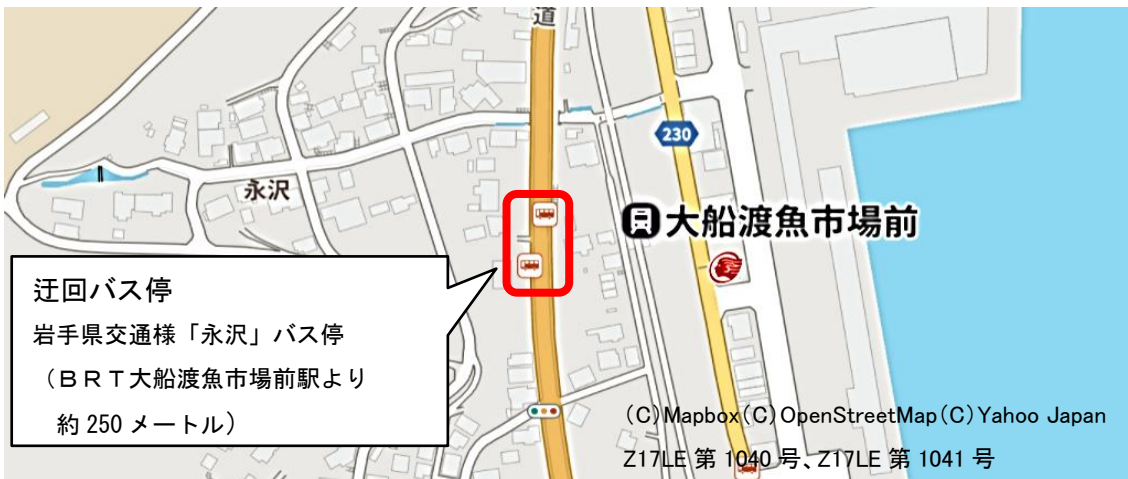 道
230
永沢
大船渡魚市場前
迂回バス停
岩手県交通様「永沢」バス停
（ＢＲＴ大船渡魚市場前駅より
約 250 メートル）
(C)Mapbox(C)OpenStreetMap(C)Yahoo Japan
Z17LE 第 1040 号、Z17LE 第 1041 号